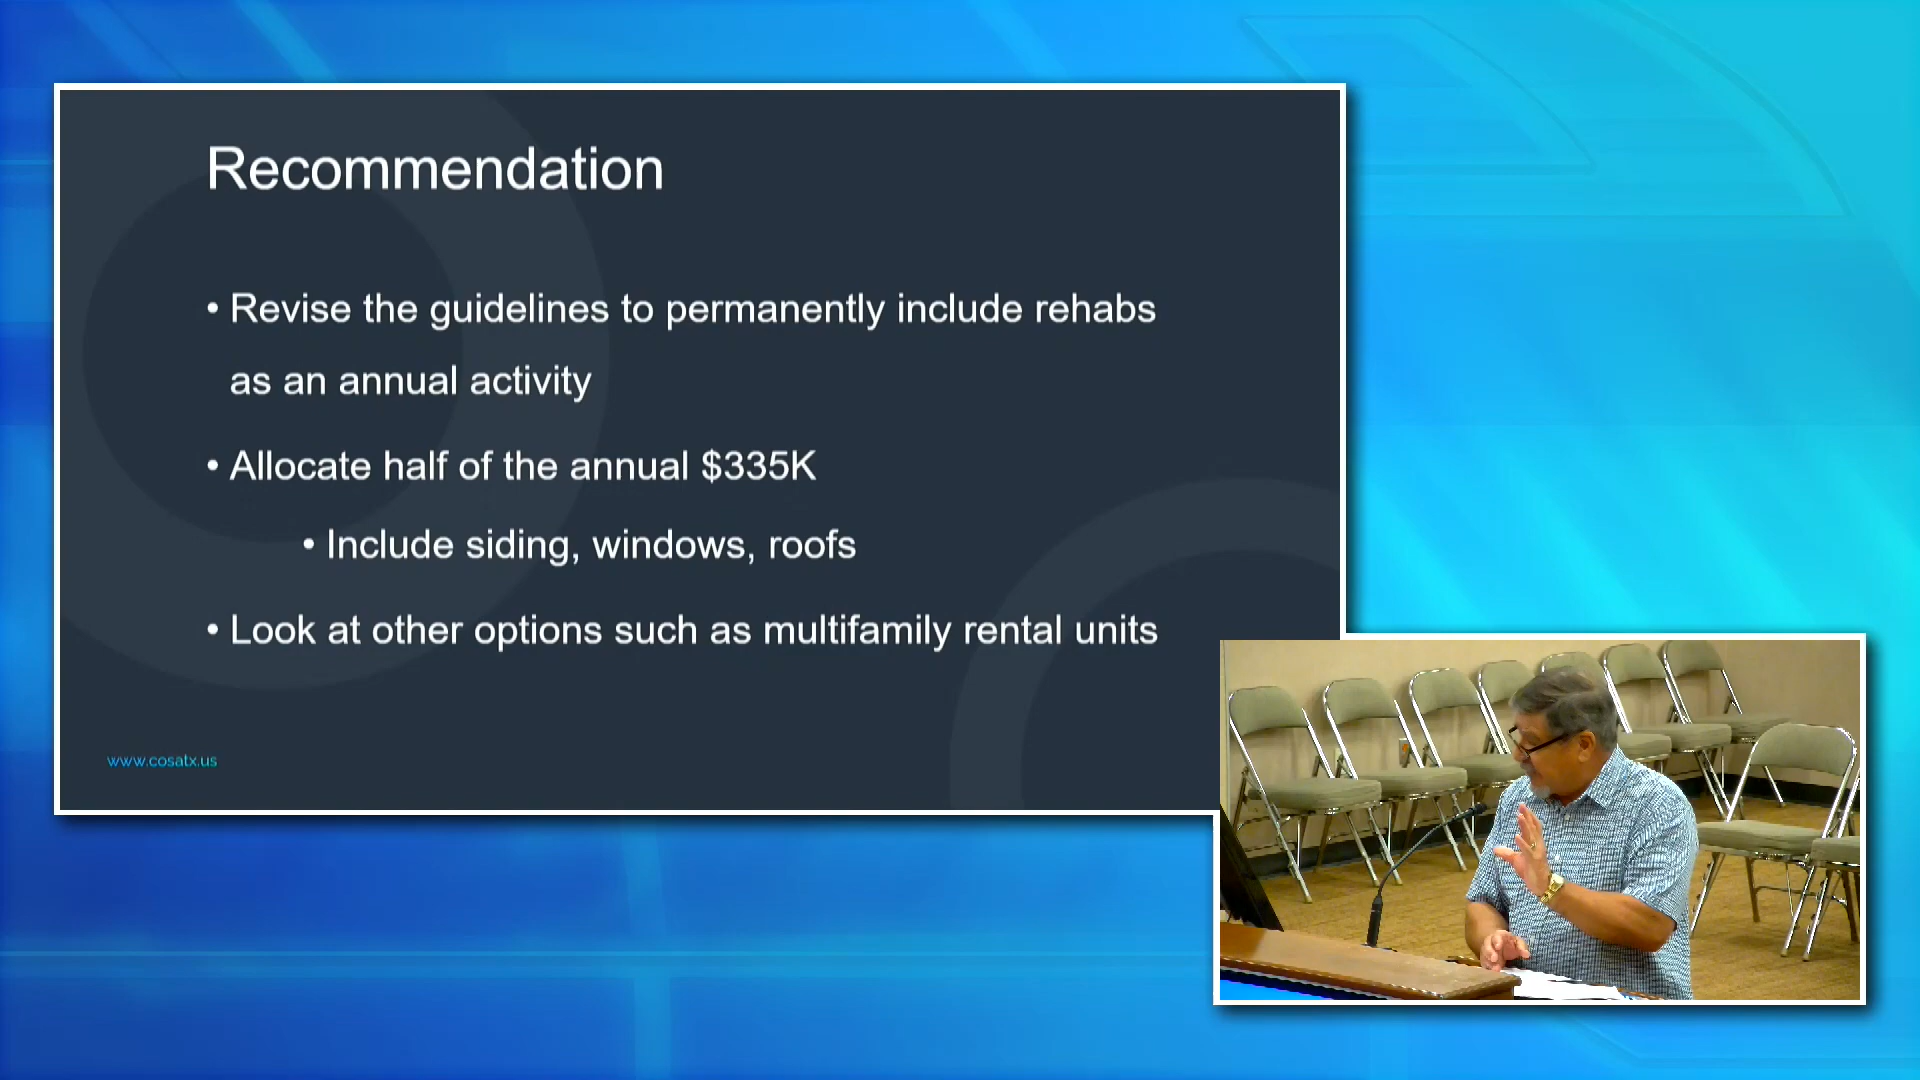 Recommendation
• Revise the guidelines to permanently include rehabs
as an annual activity
• Allocate half of the annual $335K
• Include siding, windows, roofs
• Look at other options such as multifamily rental units
www.cosatx.us